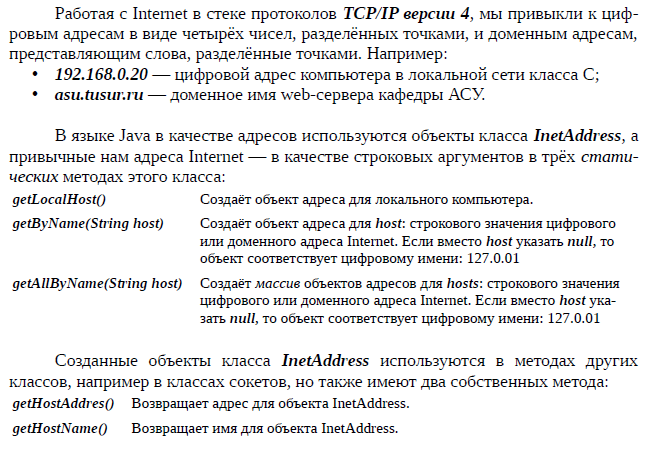 Работая с Internet в стеке протоколов TCP/IP версии 4, мы привыкли к циф-
ровым адресам в виде четырёх чисел, разделённых точками, и доменным адресам,
представляющим слова, разделённые точками. Например:
• 192.168.0.20 — цифровой адрес компьютера в локальной сети класса С;
• asu.tusur.ru — доменное имя web-сервера кафедры АСУ.
В языке Java в качестве адресов используются объекты класса InetAddress, а
привычные нам адреса Internet — в качестве строковых аргументов в трёх стати-
ческих методах этого класса:
getLocalHost() Создаёт объект адреса для локального компьютера.
getByName(String host) Создаёт объект адреса для host: строкового значения цифрового
или доменного адреса Internet. Если вместо host указать null, то
объект соответствует цифровому имени: 127.0.01
getAllByName(String host) Создаёт массив объектов адресов для hosts: строкового значения
цифрового или доменного адреса Internet. Если вместо host ука-
зать null, то объект соответствует цифровому имени: 127.0.01
Созданные объекты класса InetAddress используются в методах других
классов, например в классах сокетов, но также имеют два собственных метода:
getHostAddres() Возвращает адрес для объекта InetAddress.
getHostName() Возвращает имя для объекта InetAddress.